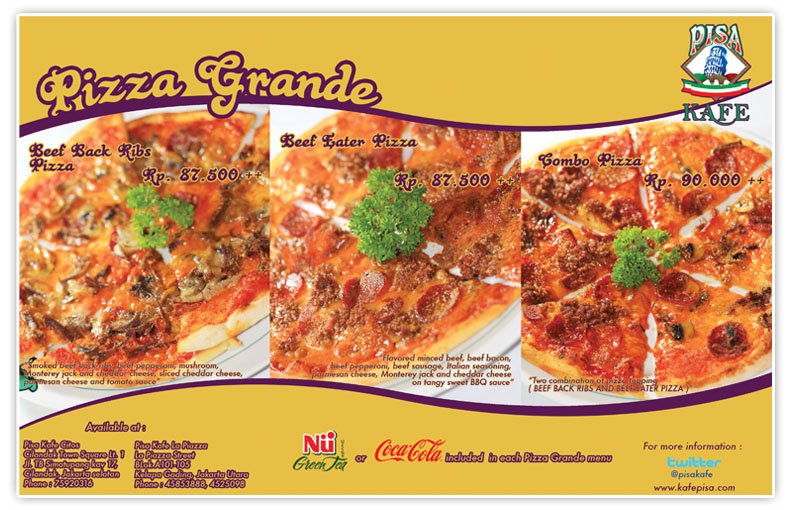 Pizza Grande
PISA
KAFE
Beef Back Ribs
Pizza
Rp. 87.500 ++
Beef Eater Pizza
Rp. 87.500 ++
Combo Pizza
Rp. 90.000 ++
"Smoked beef back ribs, Beef pepperoni, mushroom,
Monterey jack and cheddar cheese, sliced cheddar cheese,
parmesan cheese and tomato sauce"
"Flavored minced beef, beef bacon,
beef pepperoni, beef sausage, Italian seasoning,
parmeson cheese, Monterey jack and cheddar cheese
on tangy sweet BBQ sauce"
"Two combination of pizza topping
( BEEF BACK RIBS AND BEEF EATER PIZZA )
Available at :
Pisa Kafe Citos
Cilandak Town Square Lt. 1
Jl. TB Simatupang kav 17,
Cilandak, Jakarta selatan
Phone : 75920316
Pisa Kafe La Piazza
La Piazza Street
Blok A101-105
Kelapa Gading, Jakarta Utara
Phone : 45853888, 4525098
Nü
Green Tea
or Coca-Cola included in each Pizza Grande menu
For more information :
twitter
@pisakafe
www.kafepisa.com